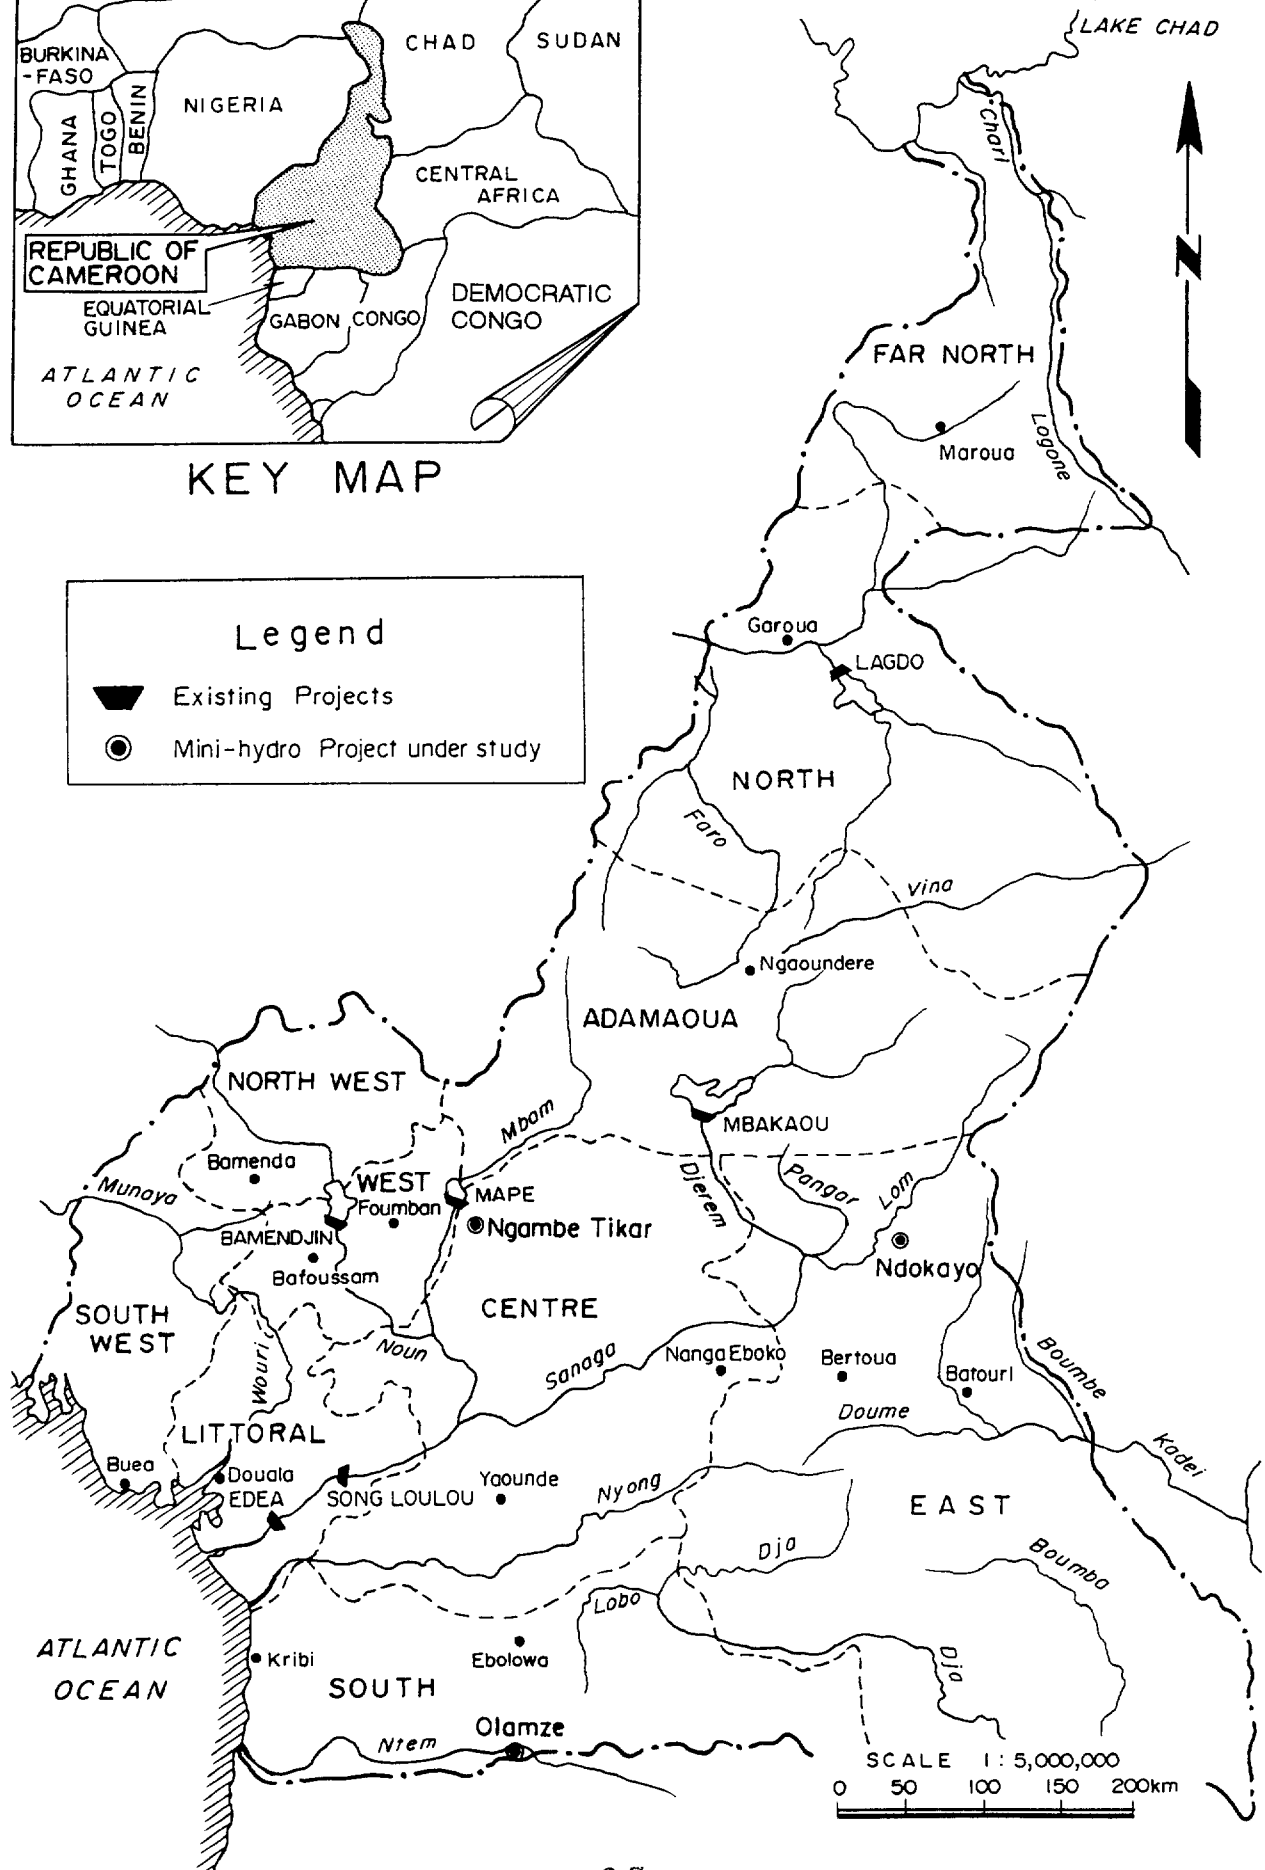 LAKE CHAD
BURKINA
-FASO
CHAD
SUDAN
NIGERIA
GHANA
TOGO
BENIN
CENTRAL
AFRICA
REPUBLIC OF
CAMEROON
EQUATORIAL
GUINEA
GABON
CONGO
DEMOCRATIC
CONGO
ATLANTIC
OCEAN
KEY MAP
N
Legend
Existing Projects
Mini-hydro Project under study
Chari
FAR NORTH
Maroua
Logone
Garoua
LAGDO
NORTH
Faro
Vina
Ngaoundere
ADAMAOUA
NORTH WEST
Mbam
MBAKAOU
Bamenda
Munaya
WEST
Foumban
MAPE
Ngambe Tikar
Djerem
Pangar
Lom
BAMENDJIN
Bafoussam
Ndokayo
SOUTH
WEST
CENTRE
Wouri
Noun
Sanaga
Nanga Eboko
Bertoua
Batouri
Boumbe
Doume
Kadei
LITTORAL
Buea
Douala
EDEA
SONG LOULOU
Yaounde
Nyong
EAST
Dja
Boumba
Lobo
ATLANTIC
OCEAN
Kribi
Ebolowa
Dja
SOUTH
Ntem
Olamze
SCALE 1: 5,000,000
0 50 100 150 200km